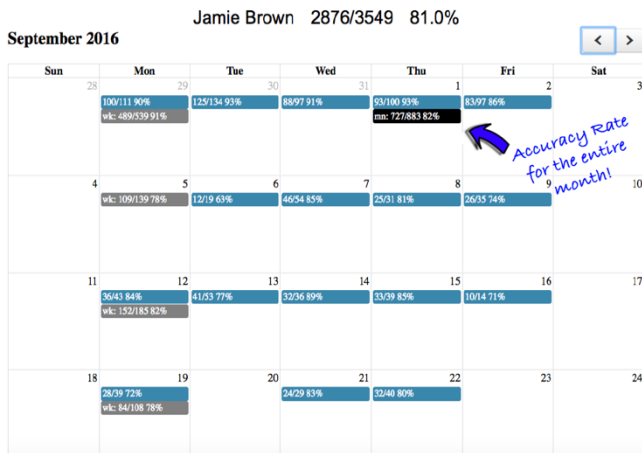 Jamie Brown 2876/3549 81.0%
September 2016
< >
Sun Mon Tue Wed Thu Fri Sat
28 29 30 31 1 2 3
100/111 90% 125/134 93% 88/97 91% 93/100 93% 83/97 86%
wk: 489/539 91% mn: 727/883 82%
Accuracy Rate
for the entire
month!
4 5 6 7 8 9 10
wk: 109/139 78% 12/19 63% 46/54 85% 25/31 81% 26/35 74%
11 12 13 14 15 16 17
36/43 84% 41/53 77% 32/36 89% 33/39 85% 10/14 71%
wk: 152/185 82%
18 19 20 21 22 23 24
28/39 72% 24/29 83% 32/40 80%
wk: 84/108 78%